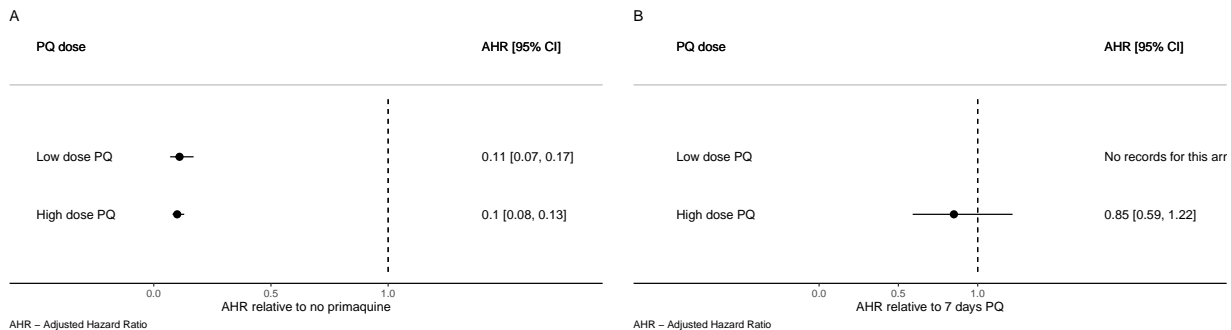 A
PQ dose AHR [95% CI]
Low dose PQ 0.11 [0.07, 0.17]
High dose PQ 0.1 [0.08, 0.13]
0.0 0.5 1.0
AHR relative to no primaquine
AHR – Adjusted Hazard Ratio
B
PQ dose AHR [95% CI]
Low dose PQ No records for this arr
High dose PQ 0.85 [0.59, 1.22]
0.0 0.5 1.0
AHR relative to 7 days PQ
AHR – Adjusted Hazard Ratio